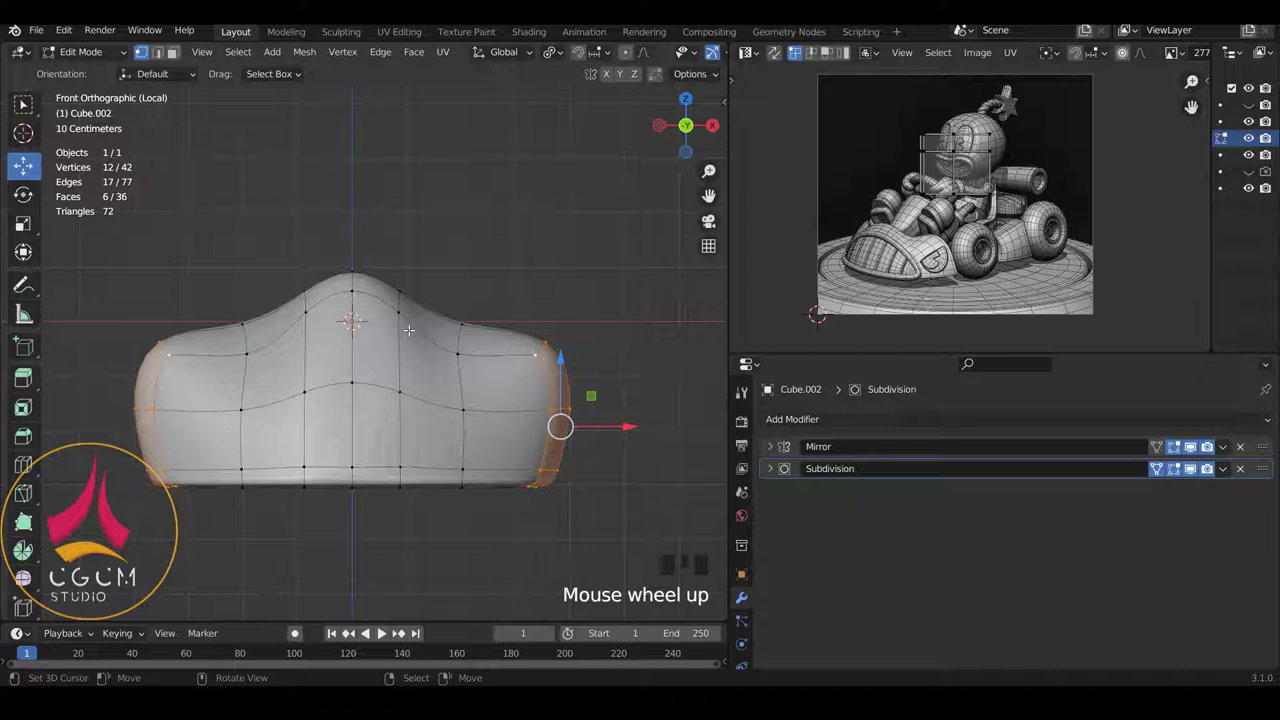 File Edit Render Window Help Layout Modeling Sculpting UV Editing Texture Paint Shading Animation Rendering Compositing Geometry Nodes Scripting Scene ViewLayer
Edit Mode View Select Add Mesh Vertex Edge Face UV Global View Select Image UV 277
Orientation: Default Drag: Select Box X Y Z Options
Front Orthographic (Local)
(1) Cube.002
10 Centimeters
Objects 1 / 1
Vertices 12 / 42
Edges 17 / 77
Faces 6 / 36
Triangles 72
Z
-Y
X
Cube.002 Subdivision
Add Modifier
Mirror
Subdivision
CGCM
STUDIO
Mouse wheel up
Playback Keying View Marker 1 Start 1 End 250
1 20 40 60 80 100 120 140 160 180 200 220 240
Set 3D Cursor Move Rotate View Select Move 3.1.0